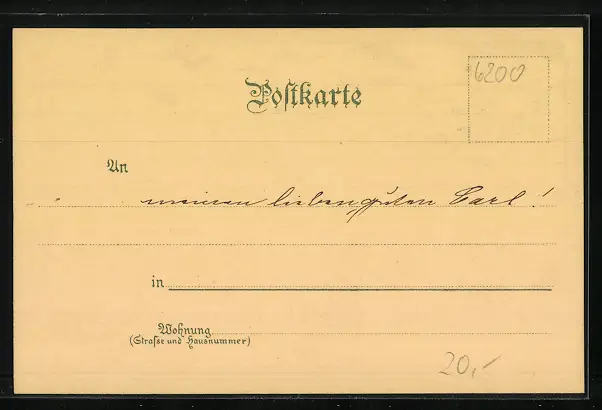 Postkarte
6200
An
meinen lieben guten Carl!
in
Wohnung
(Straße und Hausnummer)
20,-